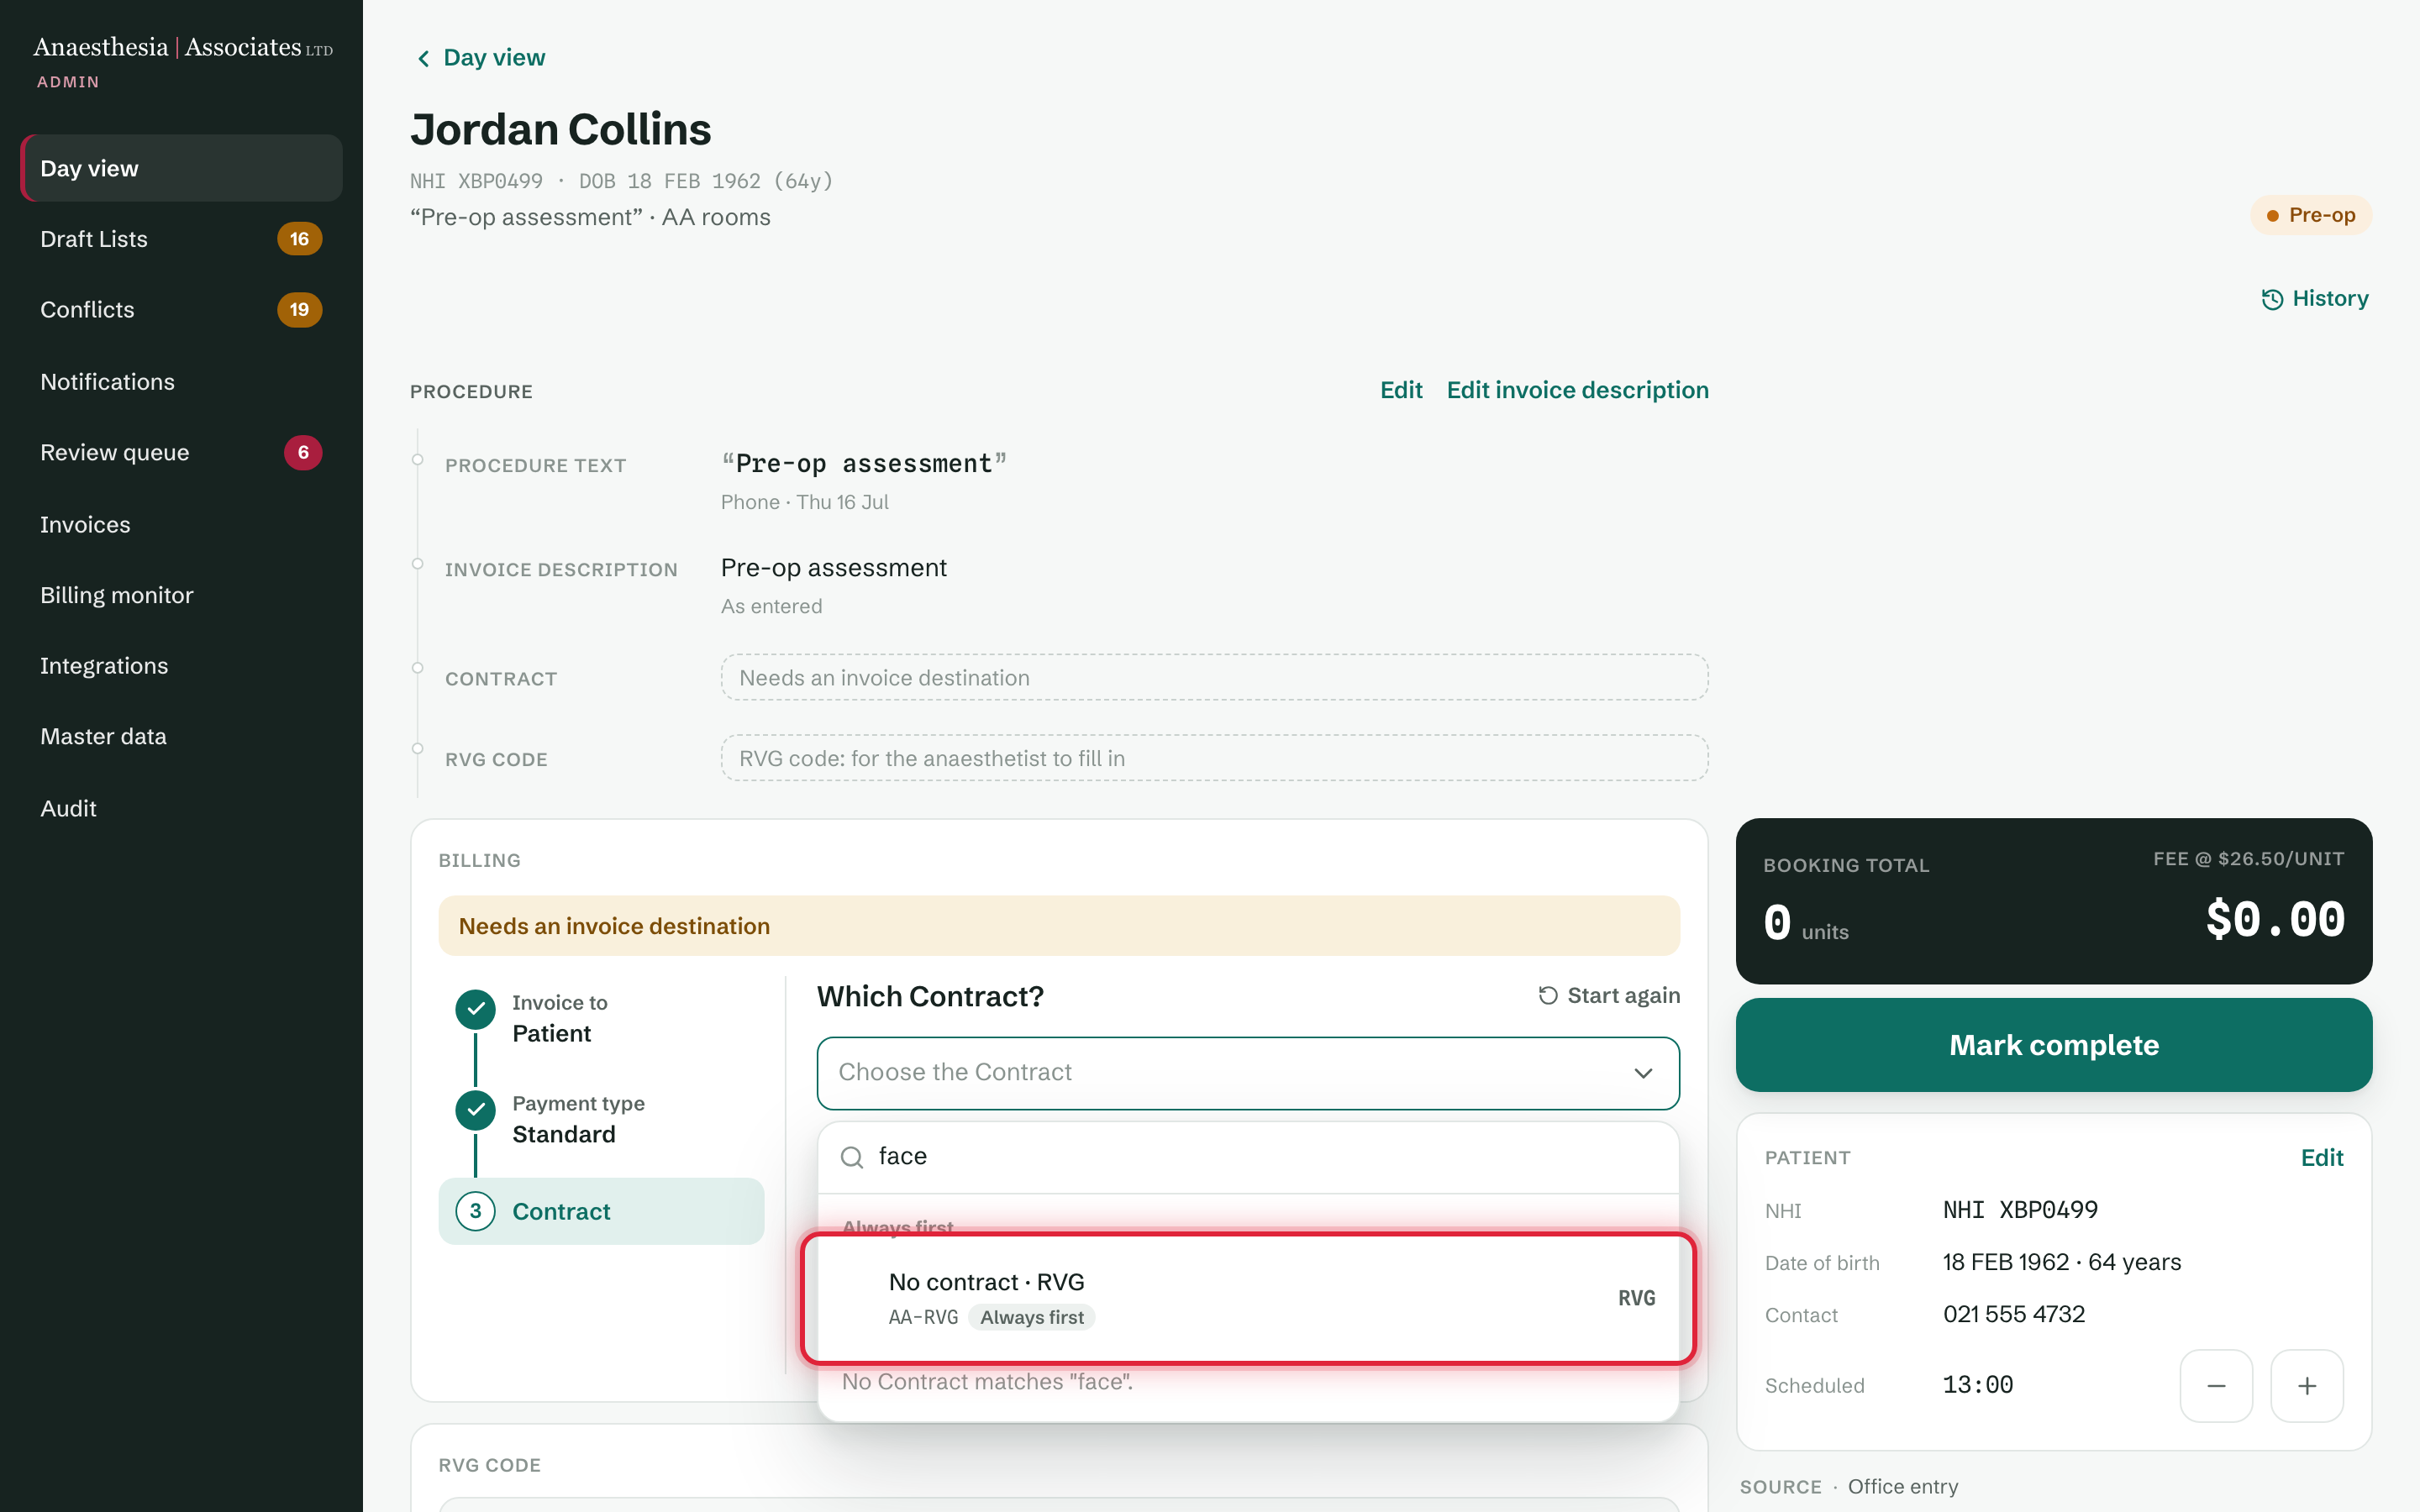 Anaesthesia | Associates LTD
ADMIN
Day view
Draft Lists 16
Conflicts 19
Notifications
Review queue 6
Invoices
Billing monitor
Integrations
Master data
Audit
Day view
Jordan Collins
NHI XBP0499 · DOB 18 FEB 1962 (64y)
“Pre-op assessment” · AA rooms
Pre-op
History
PROCEDURE Edit Edit invoice description
PROCEDURE TEXT “Pre-op assessment”
Phone · Thu 16 Jul
INVOICE DESCRIPTION Pre-op assessment
As entered
CONTRACT Needs an invoice destination
RVG CODE RVG code: for the anaesthetist to fill in
BILLING
Needs an invoice destination
Invoice to
Patient
Payment type
Standard
3 Contract
Which Contract? Start again
Choose the Contract
face
Always first
No contract · RVG
AA-RVG Always first
RVG
No Contract matches "face".
RVG CODE
BOOKING TOTAL FEE @ $26.50/UNIT
0 units $0.00
Mark complete
PATIENT Edit
NHI NHI XBP0499
Date of birth 18 FEB 1962 · 64 years
Contact 021 555 4732
Scheduled 13:00 − +
SOURCE · Office entry